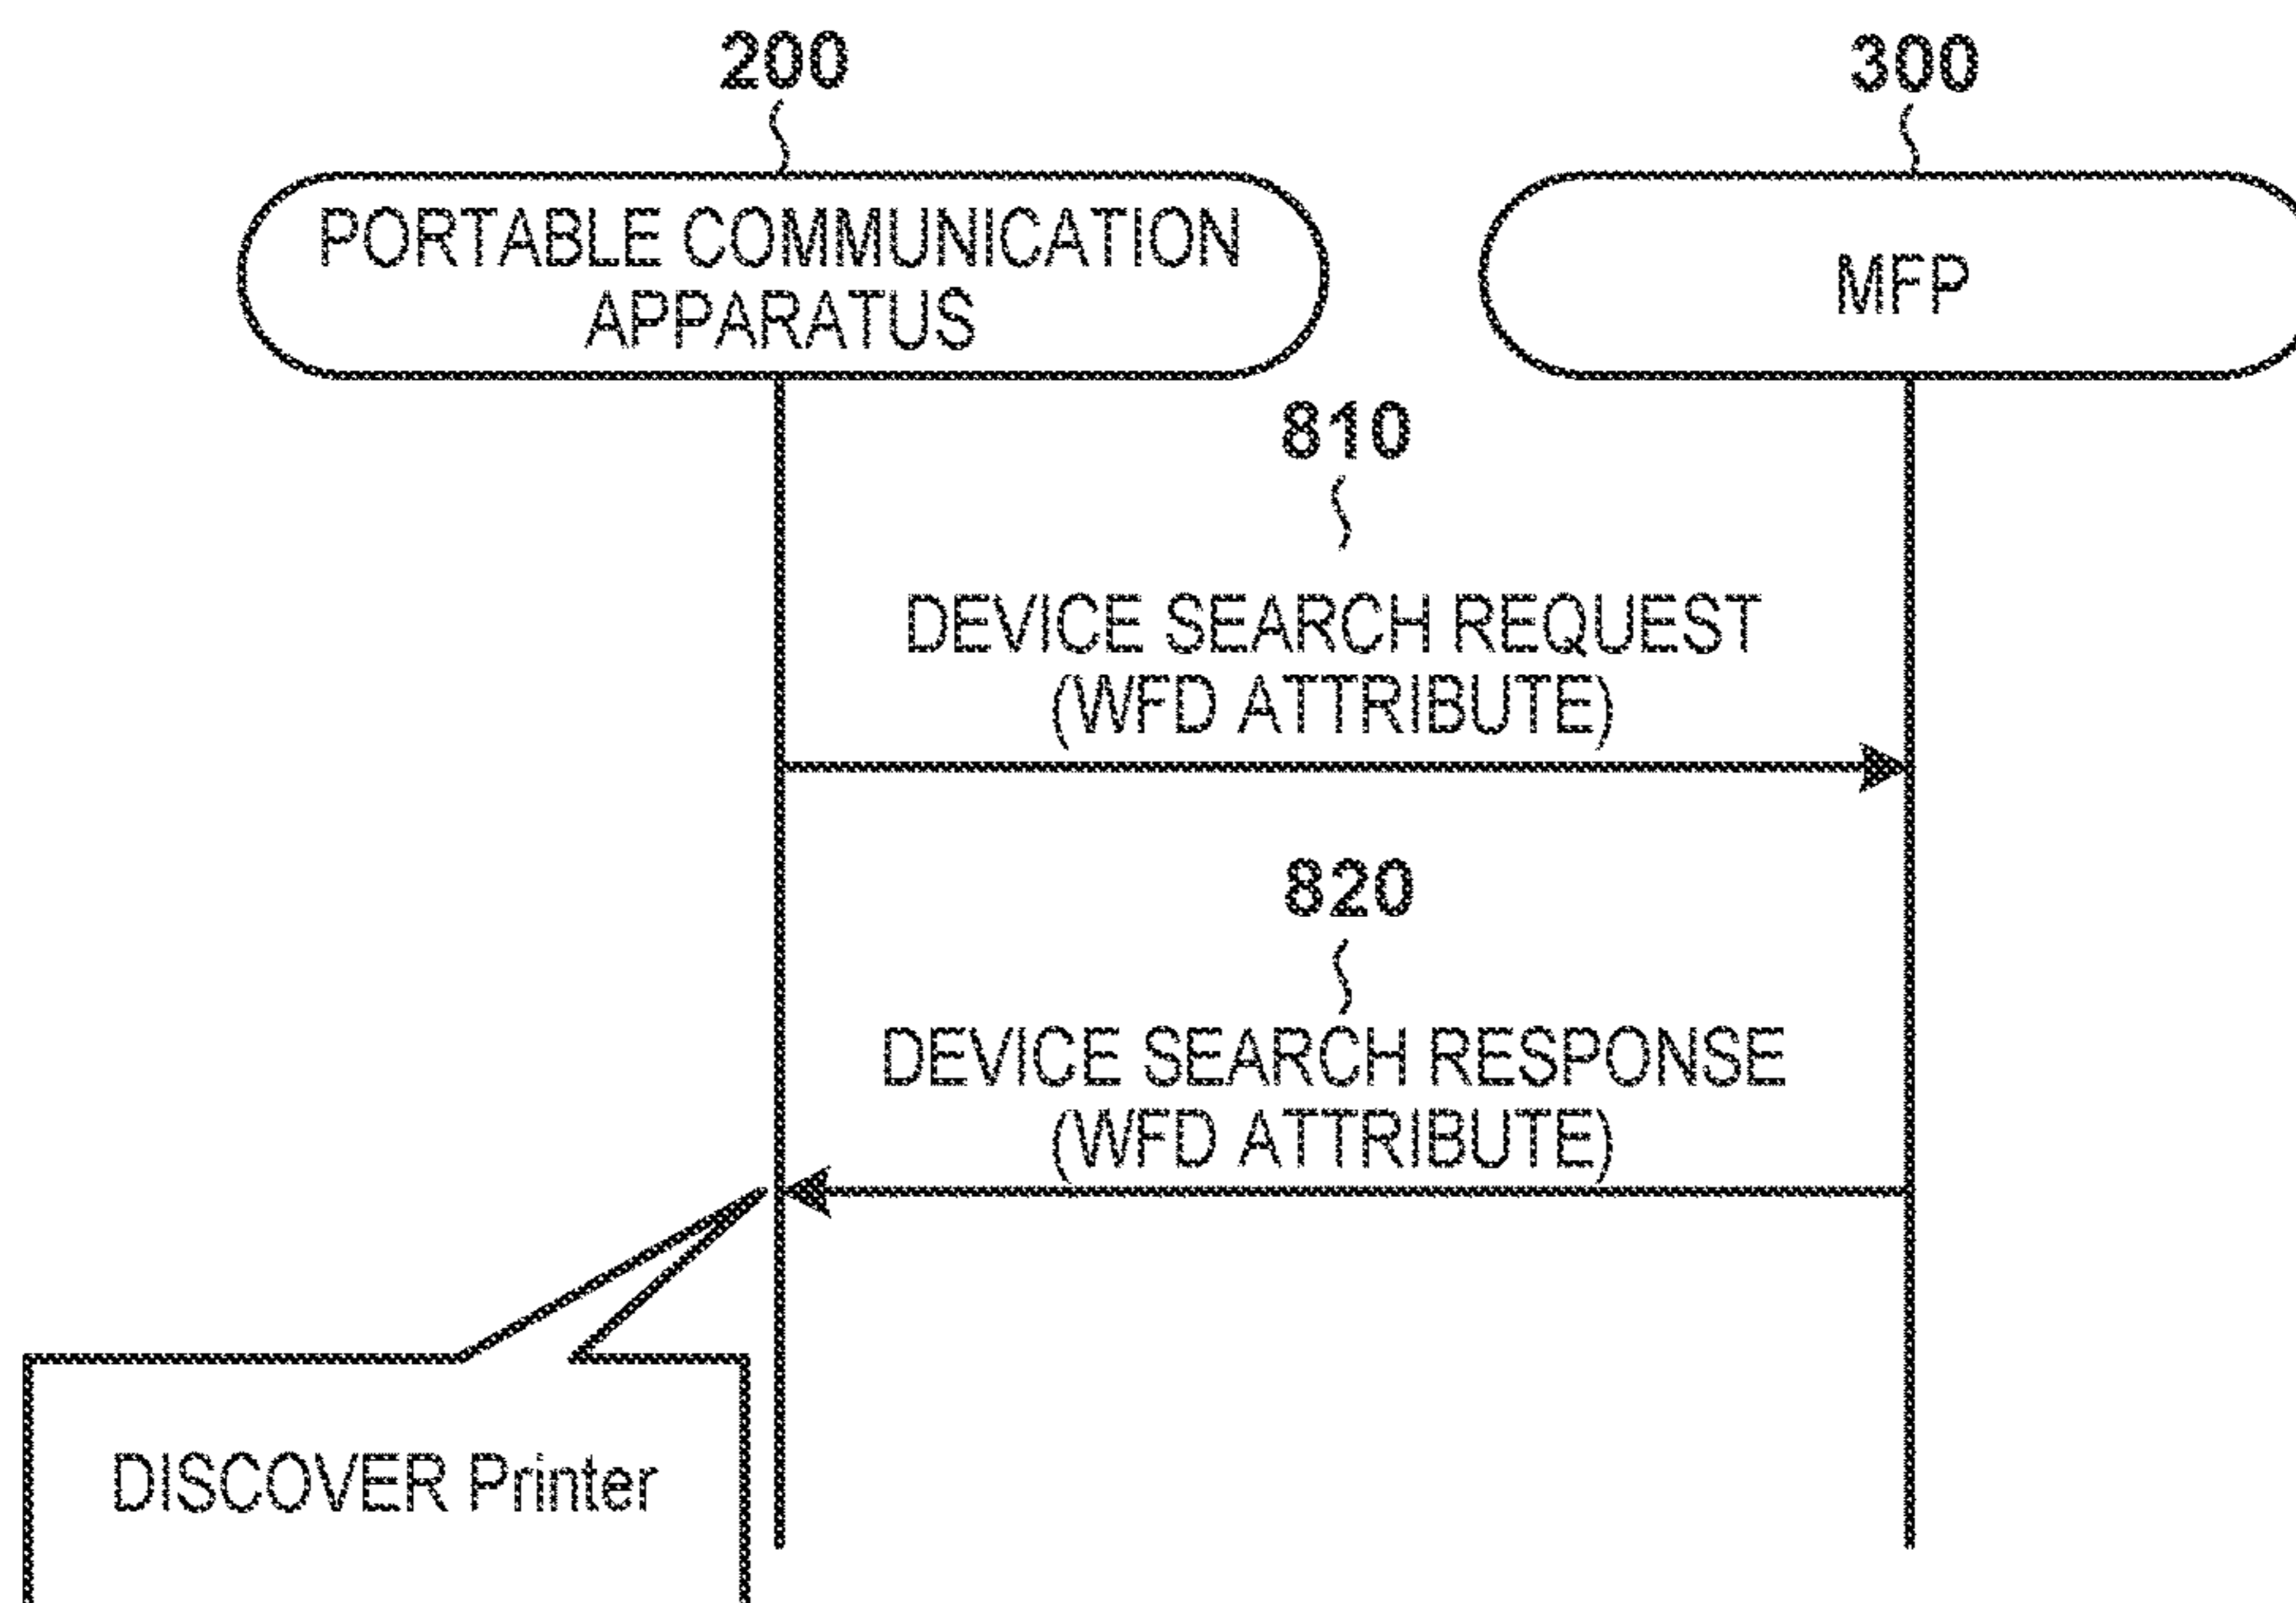 200
300
PORTABLE COMMUNICATION
APPARATUS
MFP
810
DEVICE SEARCH REQUEST
(WFD ATTRIBUTE)
820
DEVICE SEARCH RESPONSE
(WFD ATTRIBUTE)
DISCOVER Printer